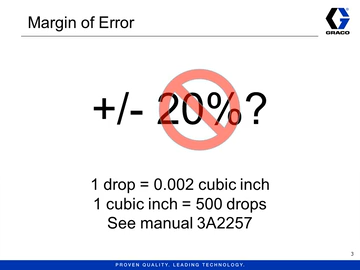 Margin of Error
GRACO
+/- 20%?
1 drop = 0.002 cubic inch
1 cubic inch = 500 drops
See manual 3A2257
3
PROVEN QUALITY. LEADING TECHNOLOGY.